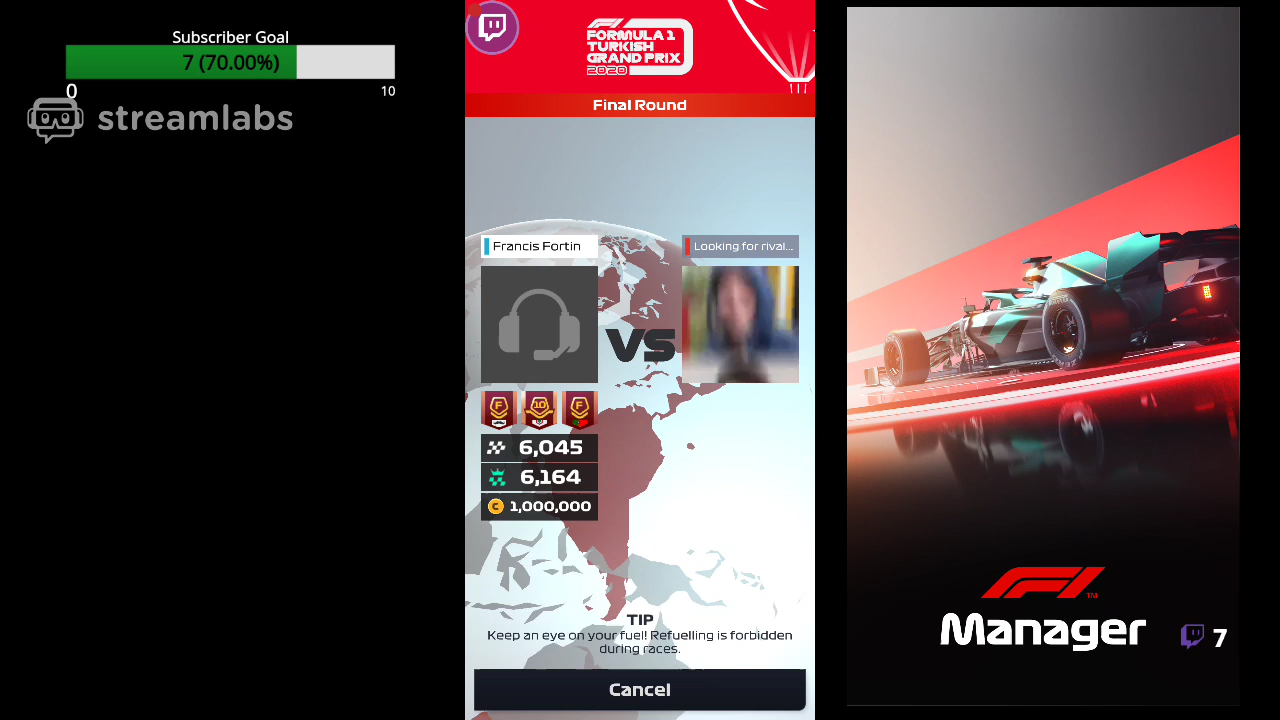 Subscriber Goal
7 (70.00%)
0
10
streamlabs
FORMULA 1
TURKISH
GRAND PRIX
2020
Final Round
Francis Fortin
Looking for rival...
VS
F
10
F
6,045
6,164
C 1,000,000
TIP
Keep an eye on your fuel! Refuelling is forbidden
during races.
Cancel
F1™
Manager
7